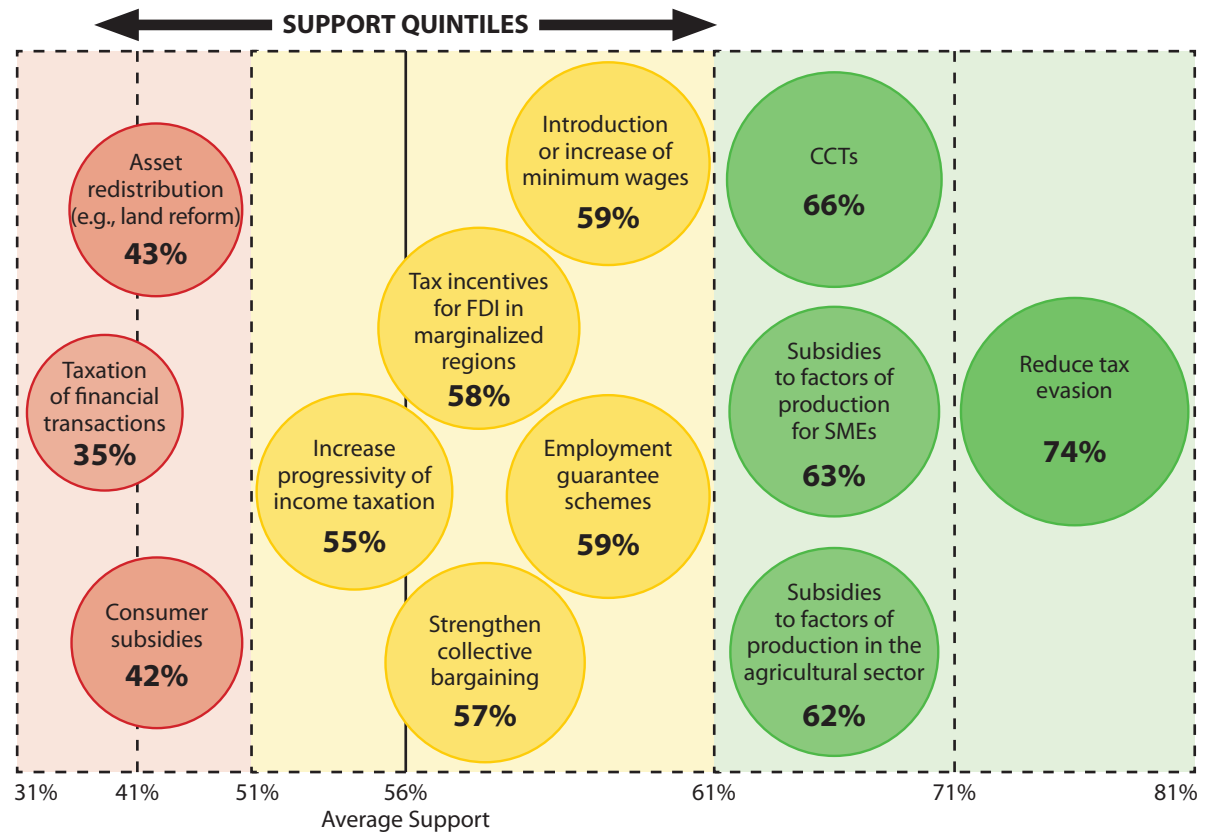 SUPPORT QUINTILES
Asset
redistribution
(e.g., land reform)
43%
Taxation
of financial
transactions
35%
Consumer
subsidies
42%
Introduction
or increase of
minimum wages
59%
Tax incentives
for FDI in
marginalized
regions
58%
Increase
progressivity of
income taxation
55%
Employment
guarantee
schemes
59%
Strengthen
collective
bargaining
57%
CCTs
66%
Subsidies
to factors of
production
for SMEs
63%
Subsidies
to factors of
production in the
agricultural sector
62%
Reduce tax
evasion
74%
31% 41% 51% 56% 61% 71% 81%
Average Support